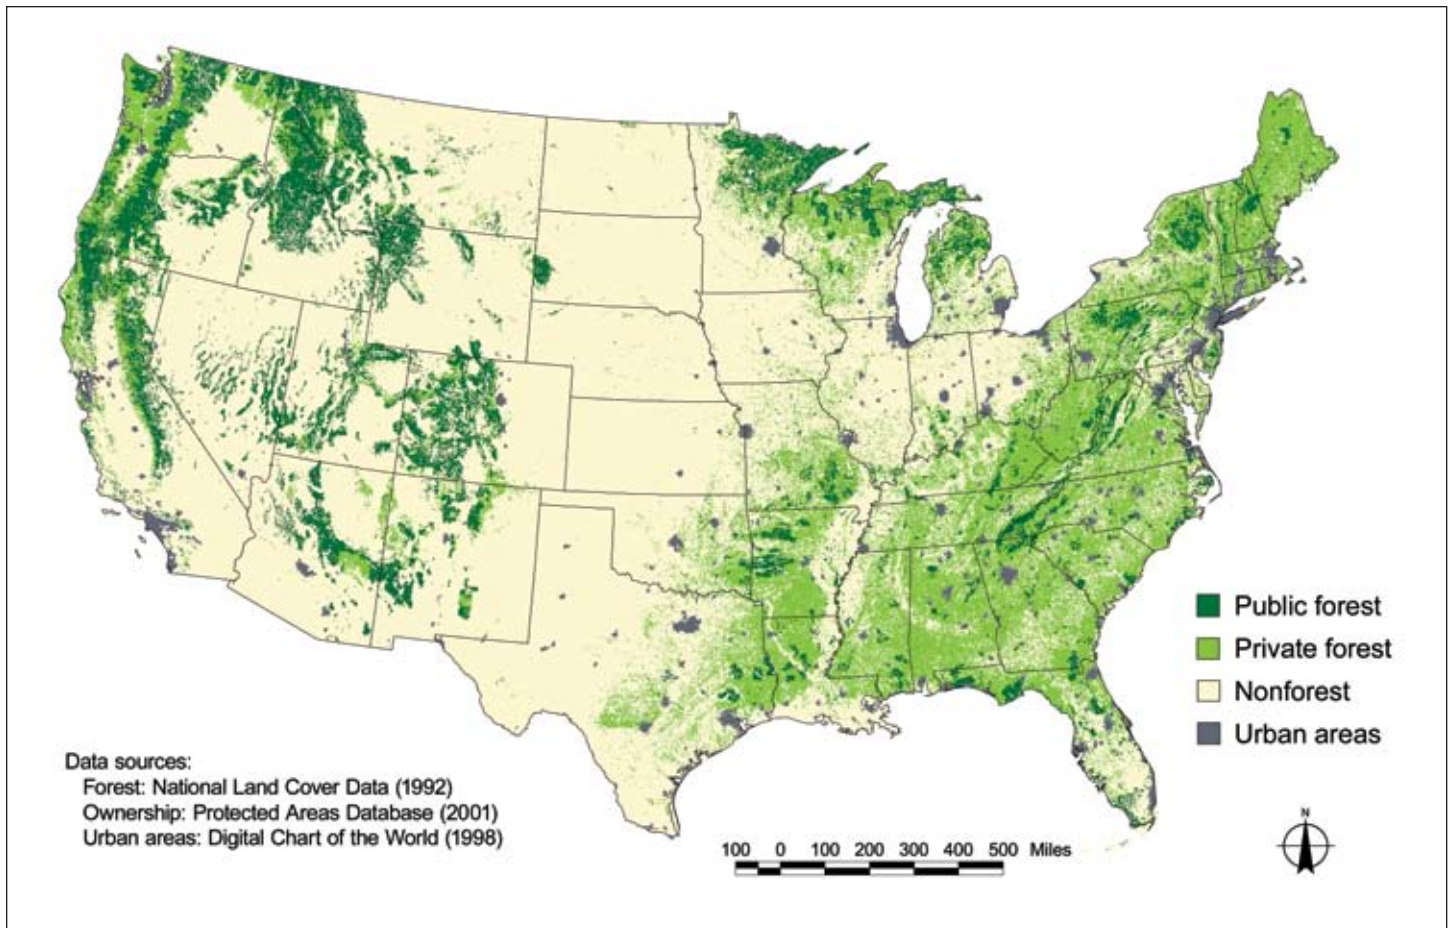 Public forest
Private forest
Nonforest
Urban areas
Data sources:
Forest: National Land Cover Data (1992)
Ownership: Protected Areas Database (2001)
Urban areas: Digital Chart of the World (1998)
100 0 100 200 300 400 500 Miles
N